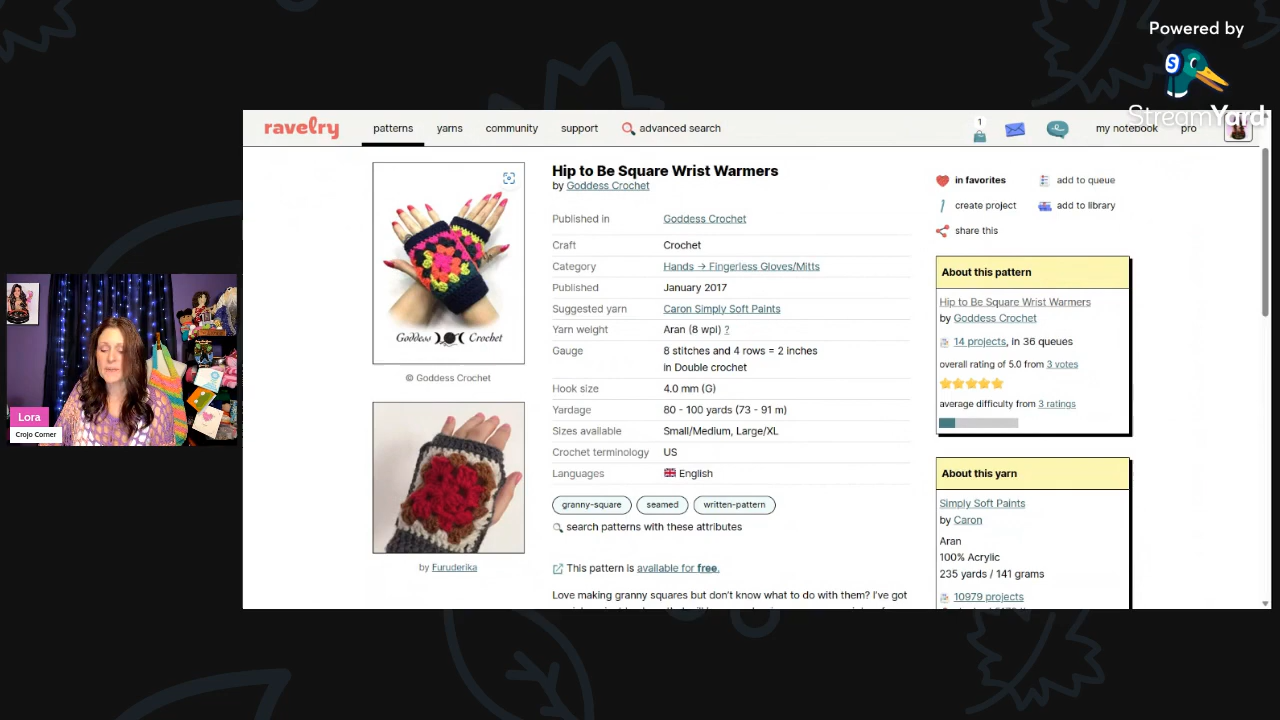 Powered by
S
StreamYard
ravelry
patterns
yarns
community
support
advanced search
1
my notebook
pro
Goddess Crochet
© Goddess Crochet
by Furuderika
Hip to Be Square Wrist Warmers
by Goddess Crochet
Published in Goddess Crochet
Craft Crochet
Category Hands → Fingerless Gloves/Mitts
Published January 2017
Suggested yarn Caron Simply Soft Paints
Yarn weight Aran (8 wpi) ?
Gauge 8 stitches and 4 rows = 2 inches
in Double crochet
Hook size 4.0 mm (G)
Yardage 80 - 100 yards (73 - 91 m)
Sizes available Small/Medium, Large/XL
Crochet terminology US
Languages English
granny-square seamed written-pattern
search patterns with these attributes
This pattern is available for free.
Love making granny squares but don't know what to do with them? I've got
in favorites add to queue
create project add to library
share this
About this pattern
Hip to Be Square Wrist Warmers
by Goddess Crochet
14 projects, in 36 queues
overall rating of 5.0 from 3 votes
average difficulty from 3 ratings
About this yarn
Simply Soft Paints
by Caron
Aran
100% Acrylic
235 yards / 141 grams
10979 projects
Lora
Crojo Corner